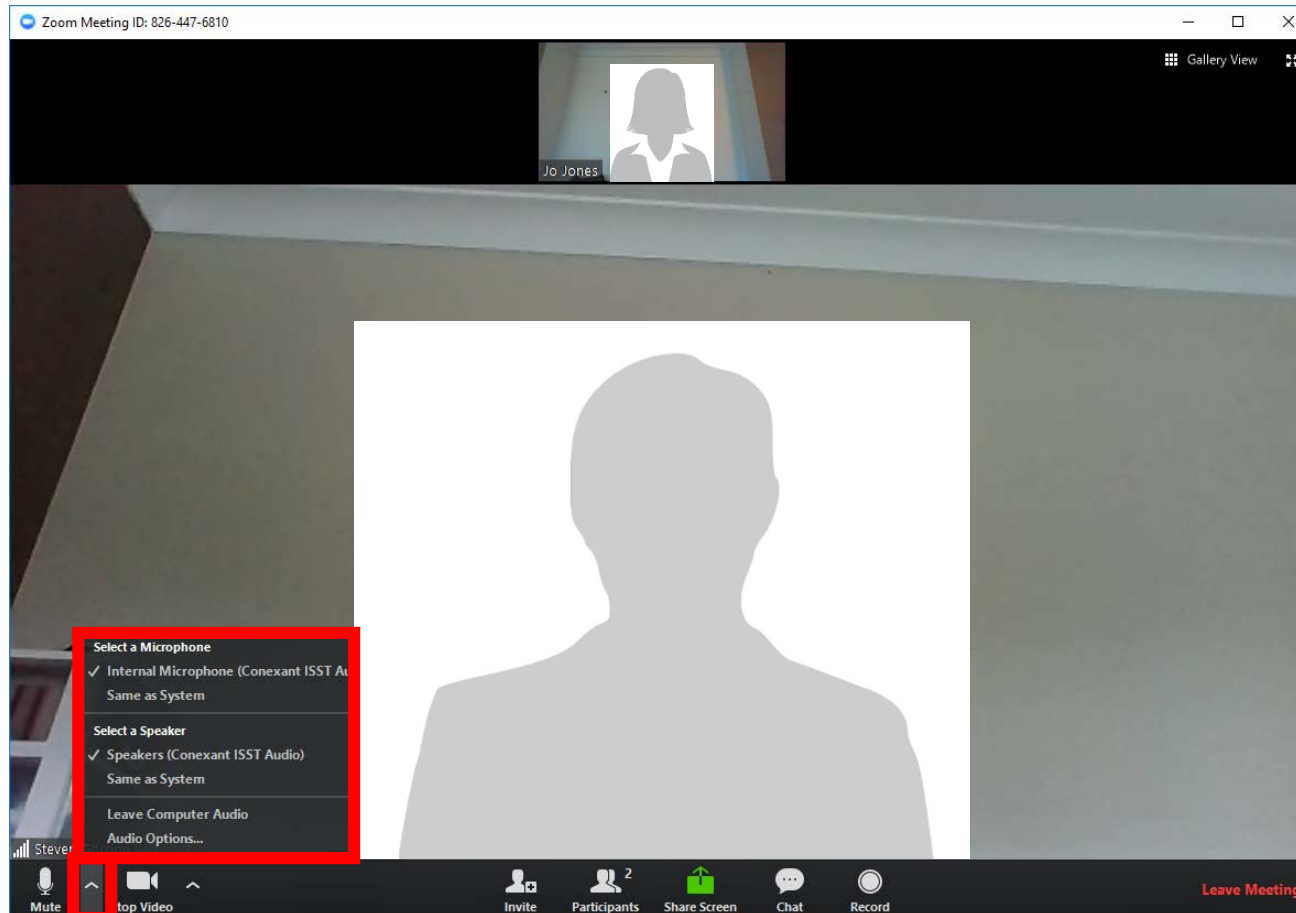 Zoom Meeting ID: 826-447-6810
Gallery View
Jo Jones
Select a Microphone
✓ Internal Microphone (Conexant ISST Au
Same as System
Select a Speaker
✓ Speakers (Conexant ISST Audio)
Same as System
Leave Computer Audio
Audio Options...
Steven
Mute
top Video
Invite
Participants 2
Share Screen
Chat
Record
Leave Meeting